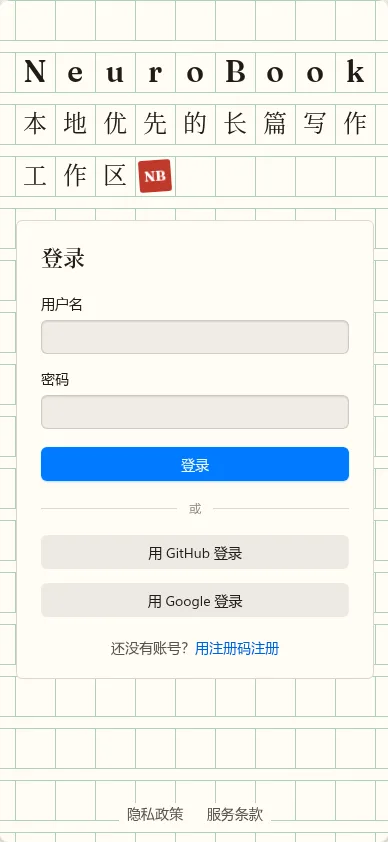 NeuroBook
本地优先的长篇写作
工作区 NB
登录
用户名
密码
登录
或
用 GitHub 登录
用 Google 登录
还没有账号？用注册码注册
隐私政策 服务条款